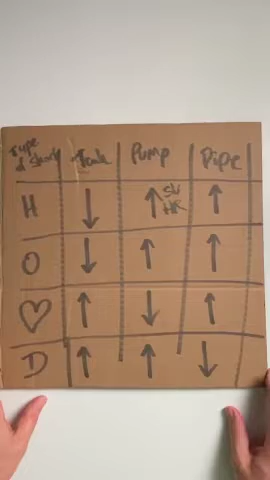 Type of Shock Tank Pump Pipe
H ↓ ↑ SV HR ↑
O ↓ ↑ ↑
♡ ↑ ↓ ↑
D ↑ ↑ ↓